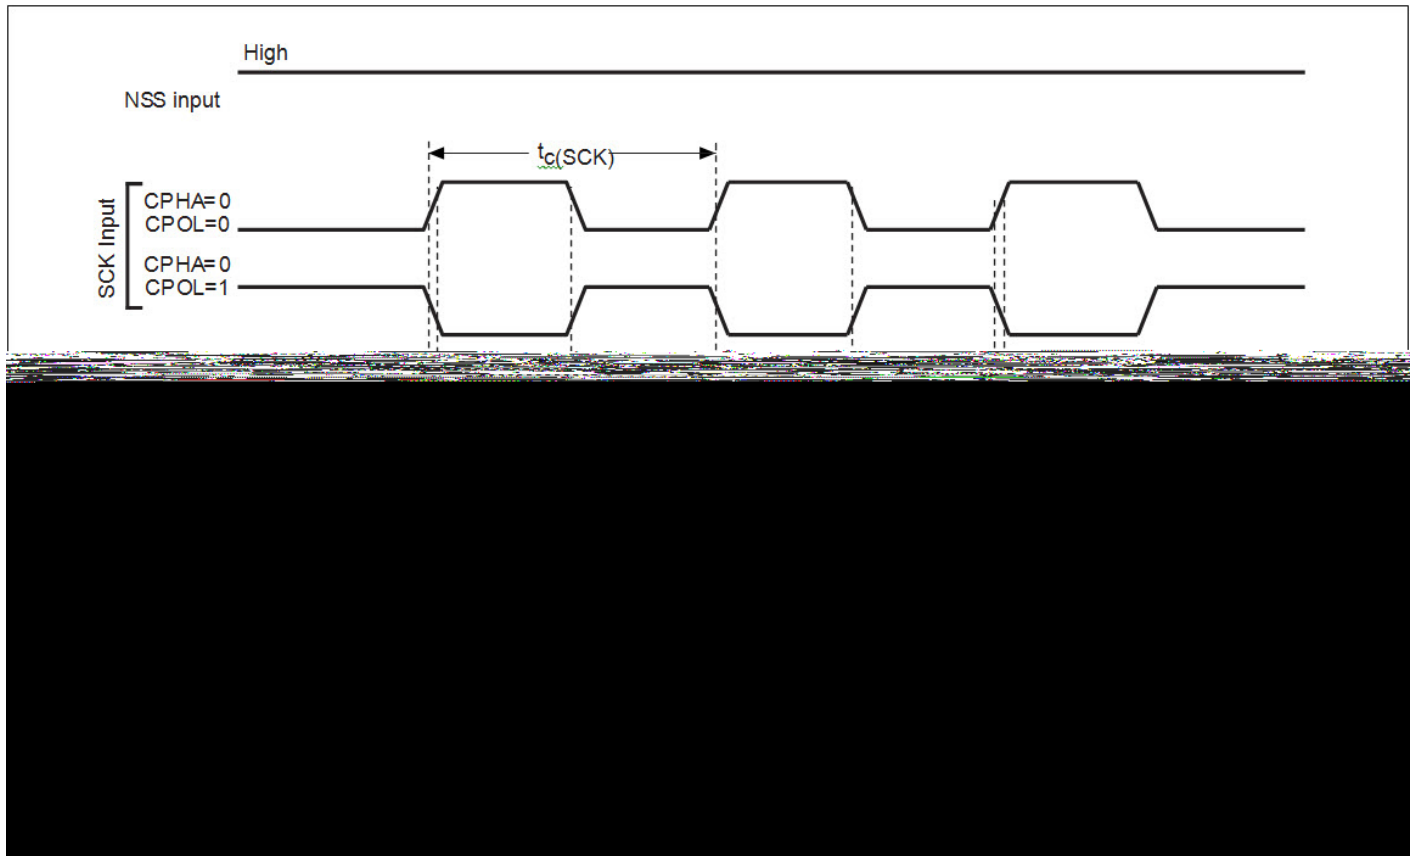 High
NSS input
tc(SCK)
SCK Input
CPHA=0
CPOL=0
CPHA=0
CPOL=1